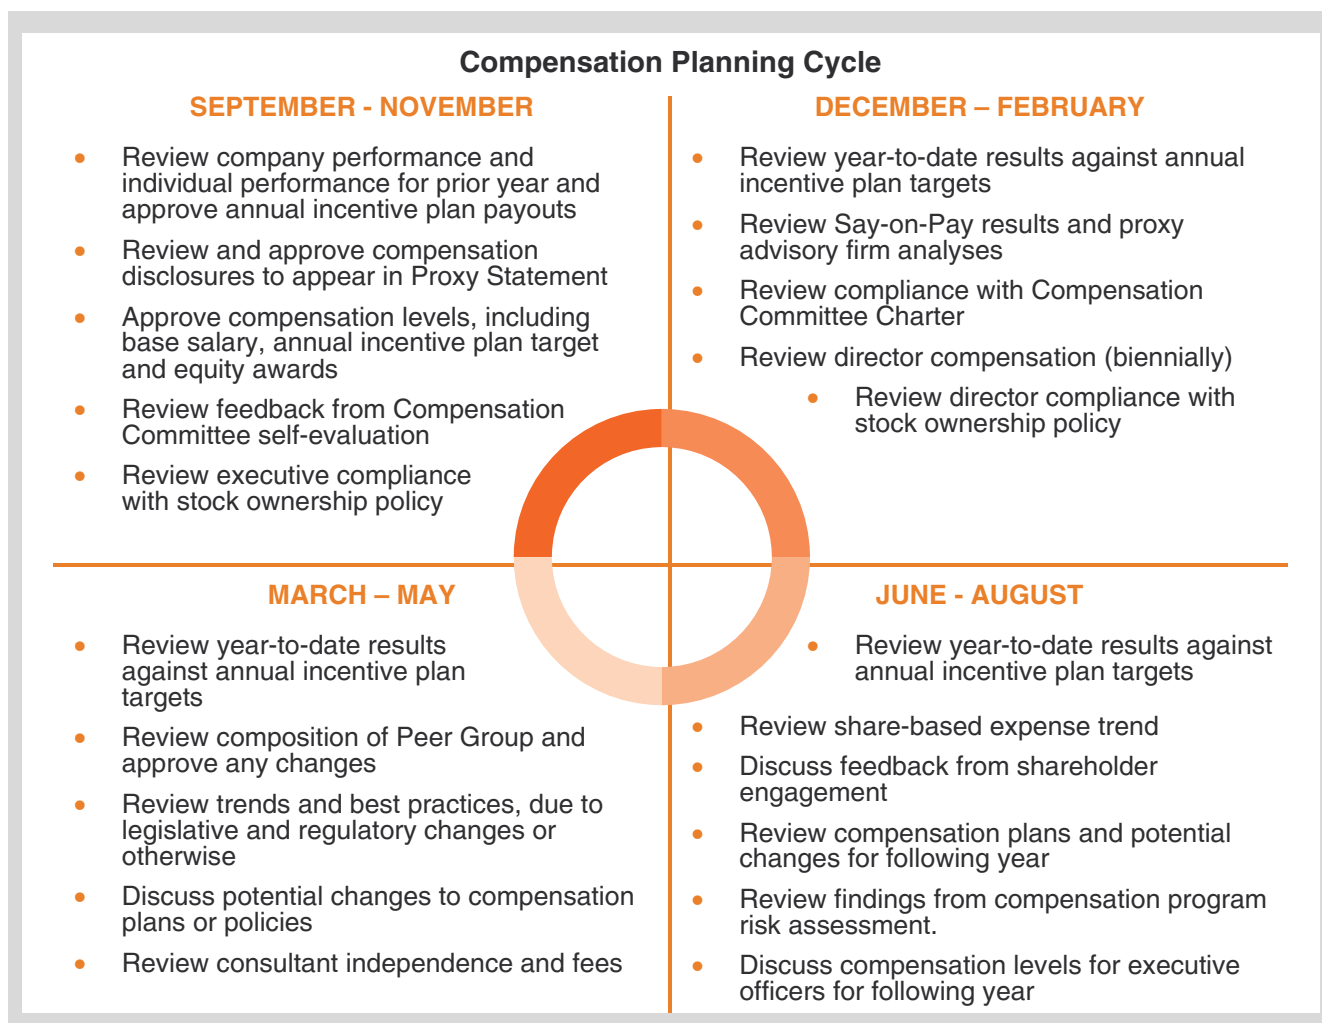 Compensation Planning Cycle
SEPTEMBER - NOVEMBER
• Review company performance and
individual performance for prior year and
approve annual incentive plan payouts
• Review and approve compensation
disclosures to appear in Proxy Statement
• Approve compensation levels, including
base salary, annual incentive plan target
and equity awards
• Review feedback from Compensation
Committee self-evaluation
• Review executive compliance
with stock ownership policy
DECEMBER – FEBRUARY
• Review year-to-date results against annual
incentive plan targets
• Review Say-on-Pay results and proxy
advisory firm analyses
• Review compliance with Compensation
Committee Charter
• Review director compensation (biennially)
• Review director compliance with
stock ownership policy
MARCH – MAY
• Review year-to-date results
against annual incentive plan
targets
• Review composition of Peer Group and
approve any changes
• Review trends and best practices, due to
legislative and regulatory changes or
otherwise
• Discuss potential changes to compensation
plans or policies
• Review consultant independence and fees
JUNE - AUGUST
• Review year-to-date results against
annual incentive plan targets
• Review share-based expense trend
• Discuss feedback from shareholder
engagement
• Review compensation plans and potential
changes for following year
• Review findings from compensation program
risk assessment.
• Discuss compensation levels for executive
officers for following year